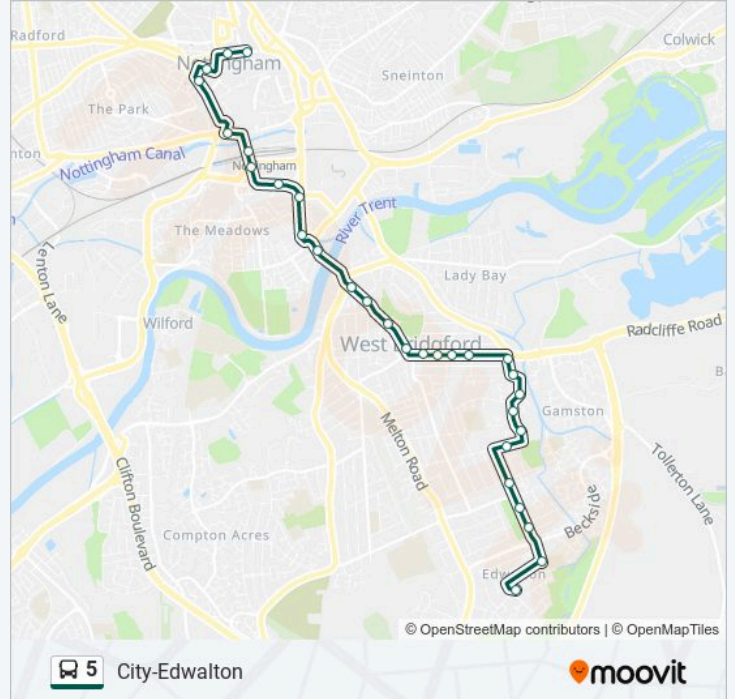 Radford
Colwick
Nottingham
Sneinton
The Park
nton
Nottingham Canal
Nottingham
River Trent
The Meadows
Lenton Lane
Lady Bay
Wilford
Radcliffe Road
West Bridgford
B
Gamston
Melton Road
Tollerton Lane
Clifton Boulevard
Beckside
Compton Acres
Edwalton
© OpenStreetMap contributors | © OpenMapTiles
5 City-Edwalton
moovit